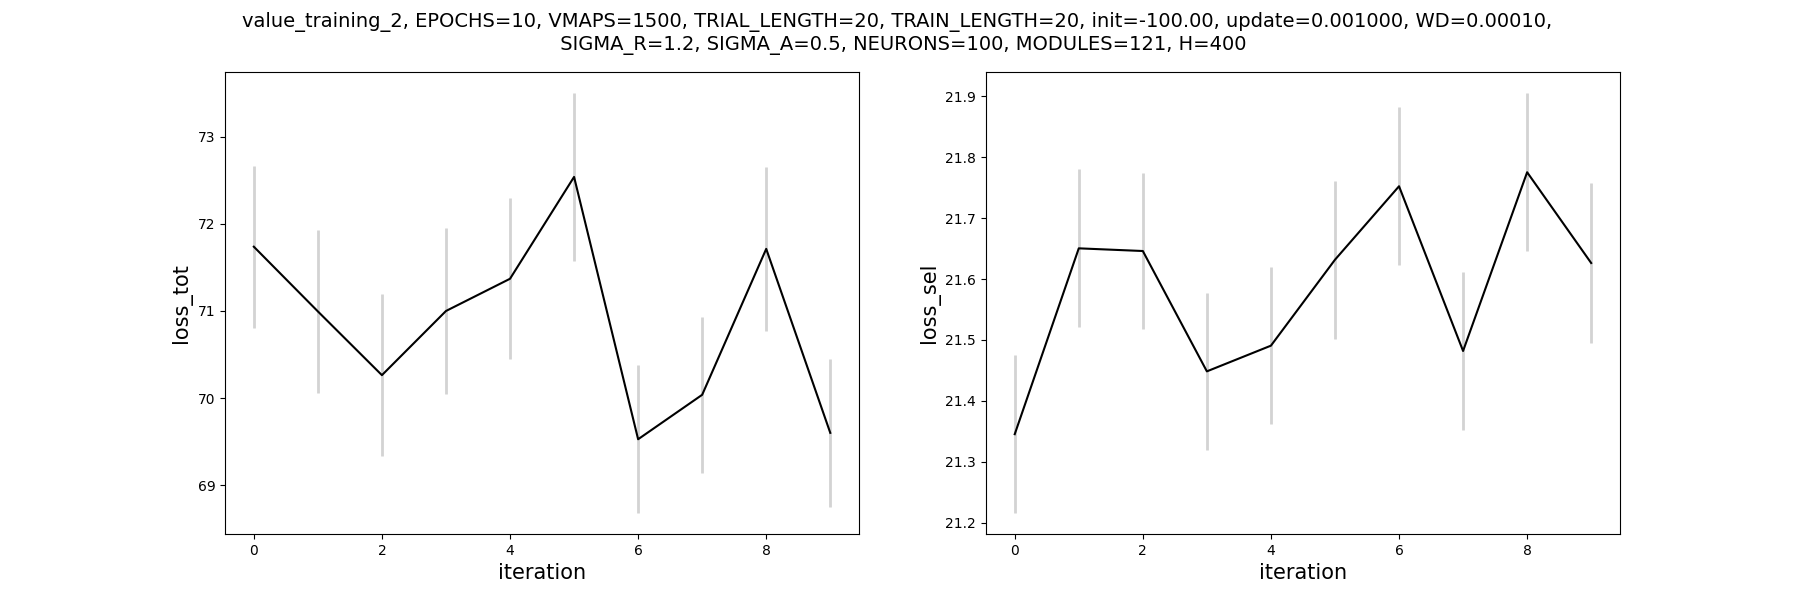 value_training_2, EPOCHS=10, VMAPS=1500, TRIAL_LENGTH=20, TRAIN_LENGTH=20, init=-100.00, update=0.001000, WD=0.00010,
SIGMA_R=1.2, SIGMA_A=0.5, NEURONS=100, MODULES=121, H=400
loss_tot
73
72
71
70
69
0 2 4 6 8
iteration
loss_sel
21.9
21.8
21.7
21.6
21.5
21.4
21.3
21.2
0 2 4 6 8
iteration